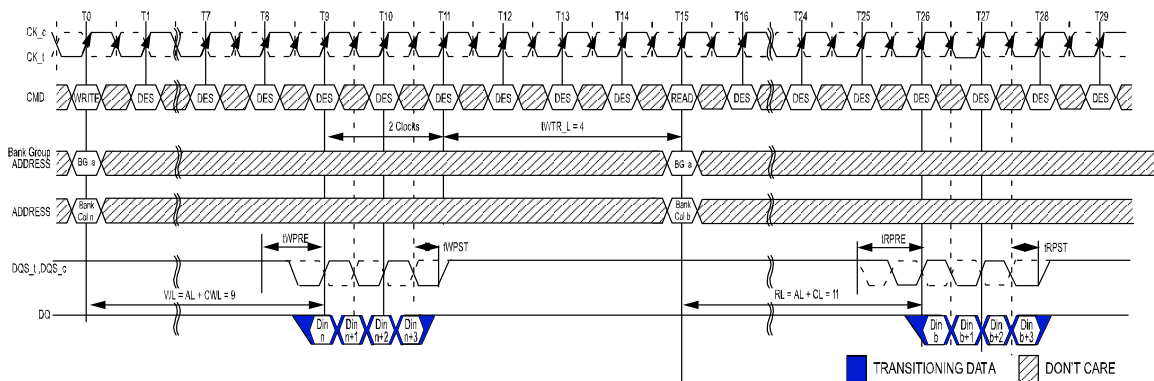 T0 T1 T7 T8 T9 T10 T11 T12 T13 T14 T15 T16 T24 T25 T26 T27 T28 T29
CK_c
CK_t
CMD WRITE DES DES DES DES DES DES DES DES DES READ DES DES DES DES DES DES DES
2 Clocks tWTR_L = 4
Bank Group
ADDRESS BG a BG a
ADDRESS Bank
Col n Bank
Col b
tWPRE tWPST tRPRE tRPST
DQS_t ,DQS_c
WL = AL + CWL = 9 RL = AL + CL = 11
DQ Din
n Din
n+1 Din
n+2 Din
n+3 Din
b Din
b+1 Din
b+2 Din
b+3
TRANSITIONING DATA DON'T CARE